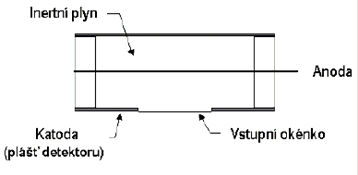 Inertní plyn
Anoda
Katoda
(plášť detektoru)
Vstupní okénko